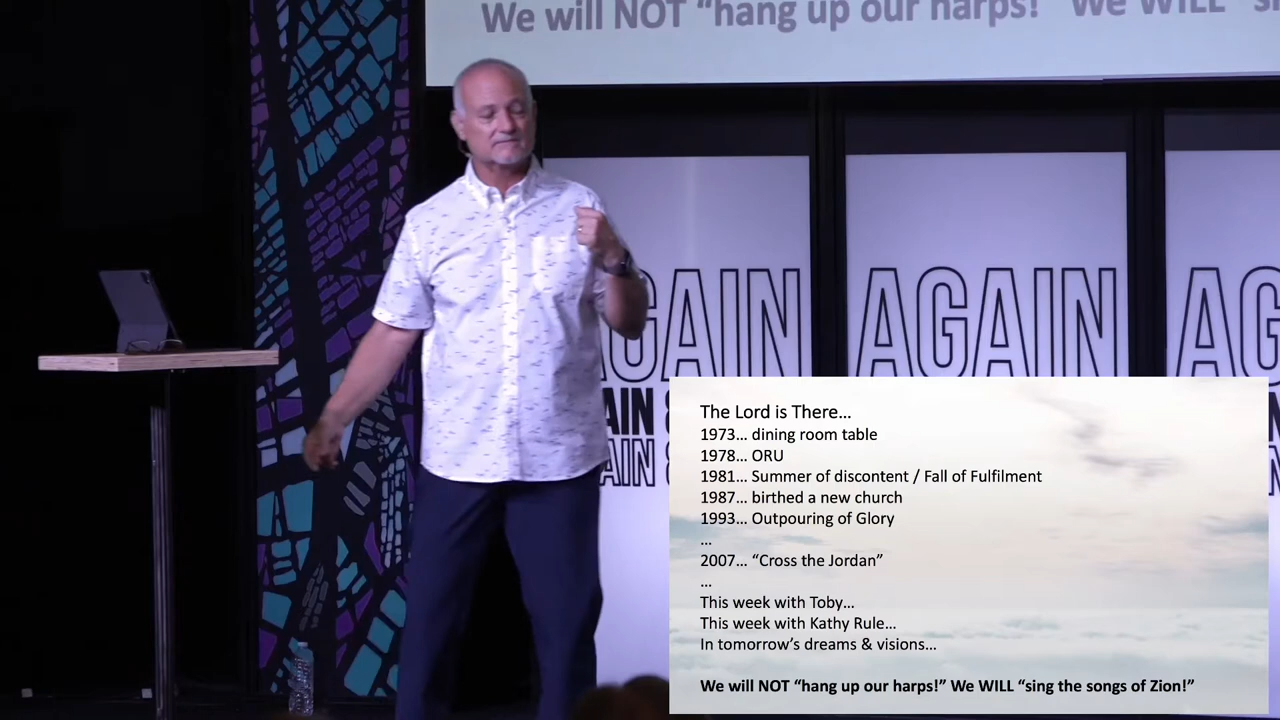 We will NOT “hang up our harps! We WILL
AGAIN AGAIN
The Lord is There...
1973... dining room table
1978... ORU
1981... Summer of discontent / Fall of Fulfilment
1987... birthed a new church
1993... Outpouring of Glory
...
2007... “Cross the Jordan”
...
This week with Toby...
This week with Kathy Rule...
In tomorrow’s dreams & visions...
We will NOT “hang up our harps!” We WILL “sing the songs of Zion!”